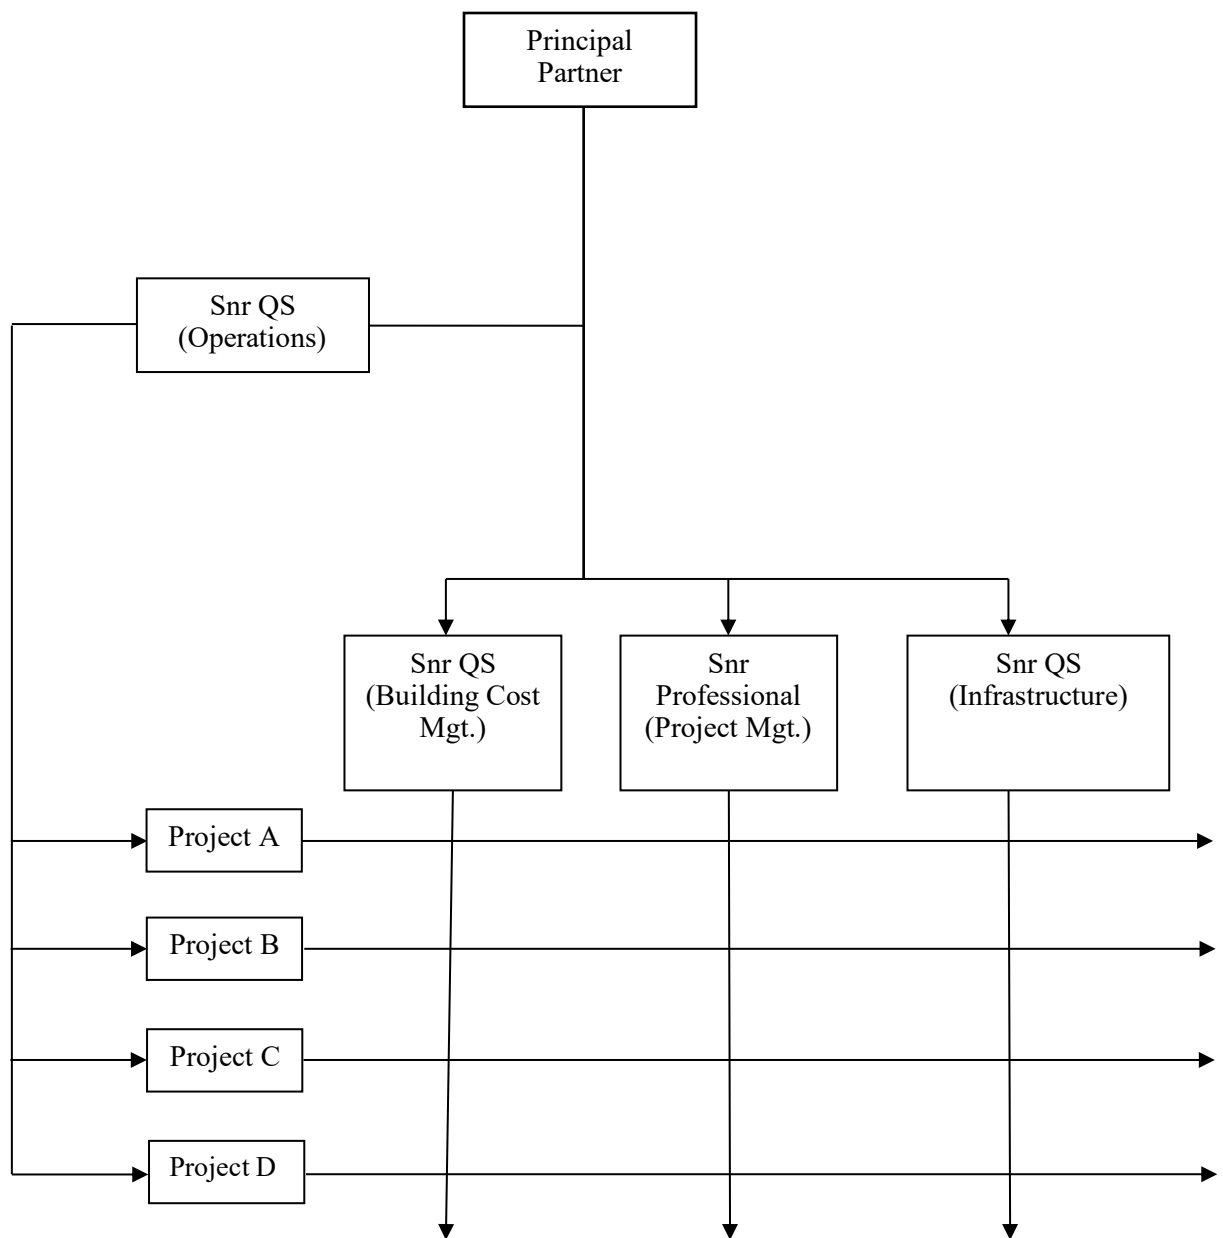 Principal
Partner
Snr QS
(Operations)
Snr QS
(Building Cost
Mgt.)
Snr
Professional
(Project Mgt.)
Snr QS
(Infrastructure)
Project A
Project B
Project C
Project D